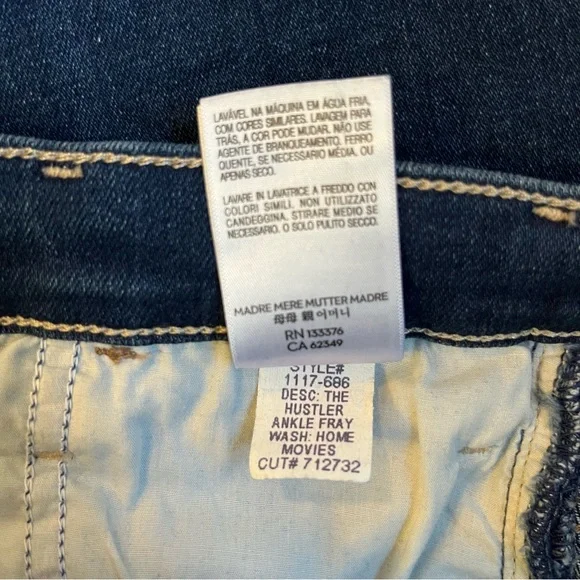 LAVÁVEL NA MÁQUINA EM ÁGUA FRIA,
COM CORES SIMILARES. LAVAGEM PARA
TRÁS, A COR PODE MUDAR. NÃO USE
AGENTE DE BRANQUEAMENTO. FERRO
QUENTE, SE NECESSARIO MÉDIA, OU
APENAS SECO.
LAVARE IN LAVATRICE A FREDDO CON
COLORI SIMILI. NON UTILIZZATO
CANDEGGINA. STIRARE MEDIO SE
NECESSARIO. O SOLO PULITO SECCO.
MADRE MERE MUTTER MADRE
母母 親 어머니
RN 133376
CA 62349
STYLE#
1117-686
DESC: THE
HUSTLER
ANKLE FRAY
WASH: HOME
MOVIES
CUT# 712732